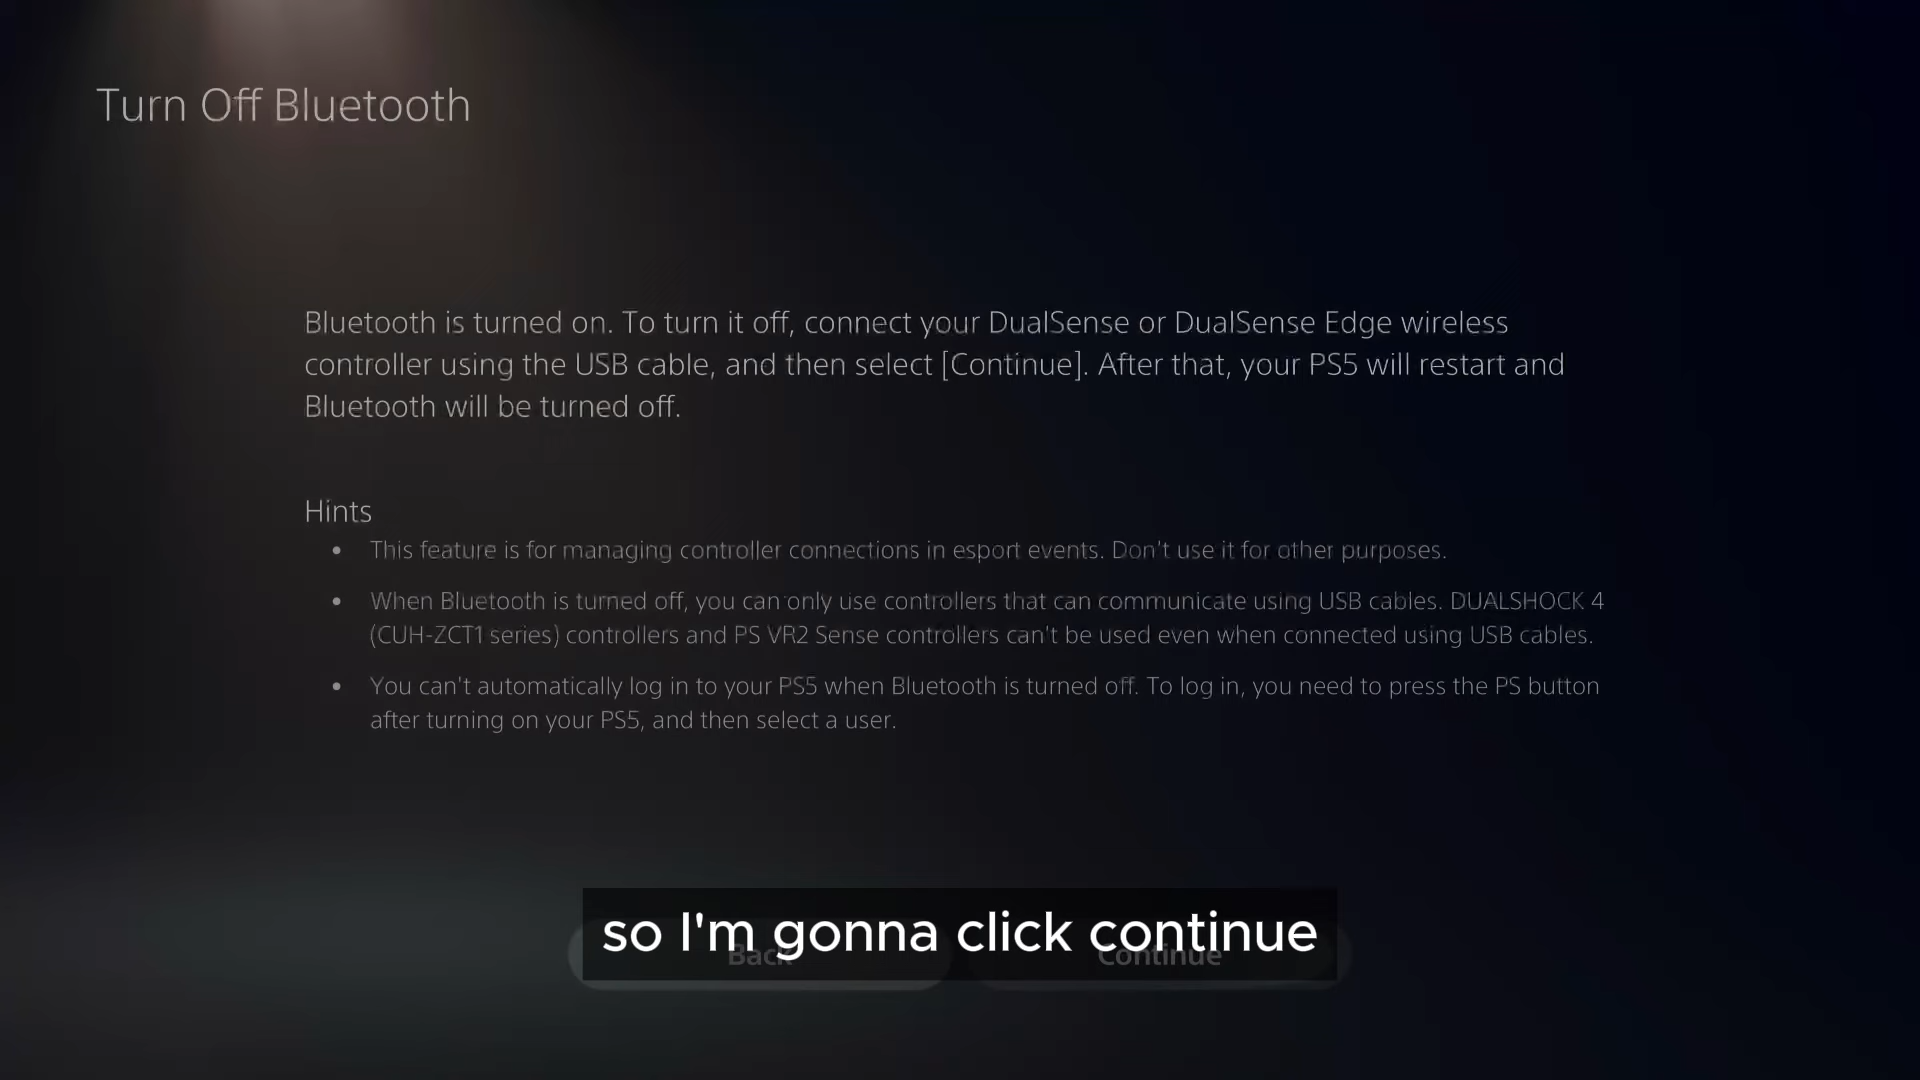 Turn Off Bluetooth
Bluetooth is turned on. To turn it off, connect your DualSense or DualSense Edge wireless
controller using the USB cable, and then select [Continue]. After that, your PS5 will restart and
Bluetooth will be turned off.
Hints
• This feature is for managing controller connections in esport events. Don't use it for other purposes.
• When Bluetooth is turned off, you can only use controllers that can communicate using USB cables. DUALSHOCK 4
(CUH-ZCT1 series) controllers and PS VR2 Sense controllers can't be used even when connected using USB cables.
• You can't automatically log in to your PS5 when Bluetooth is turned off. To log in, you need to press the PS button
after turning on your PS5, and then select a user.
so I'm gonna click continue
Back Continue